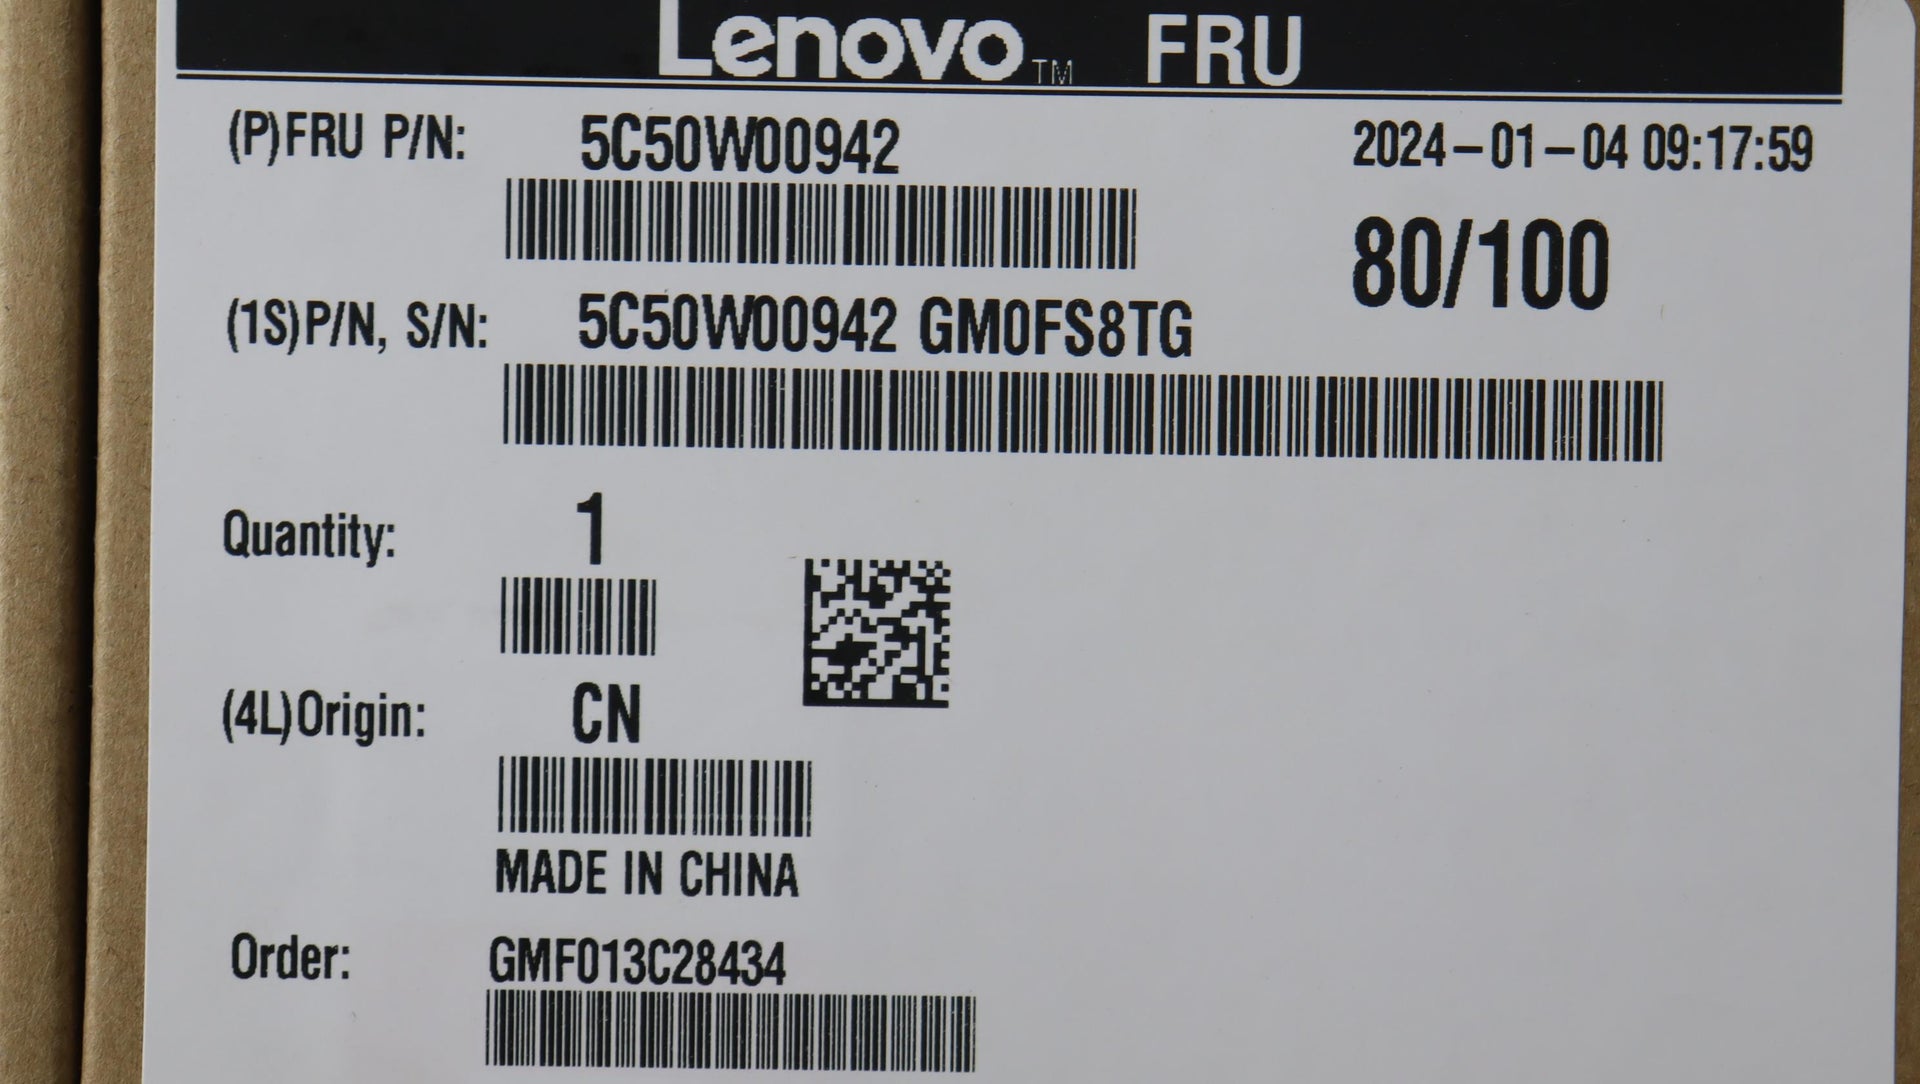 Lenovo™ FRU
(P)FRU P/N: 5C50W00942 2024-01-04 09:17:59
80/100
(1S)P/N, S/N: 5C50W00942 GM0FS8TG
Quantity: 1
(4L)Origin: CN
MADE IN CHINA
Order: GMF013C28434